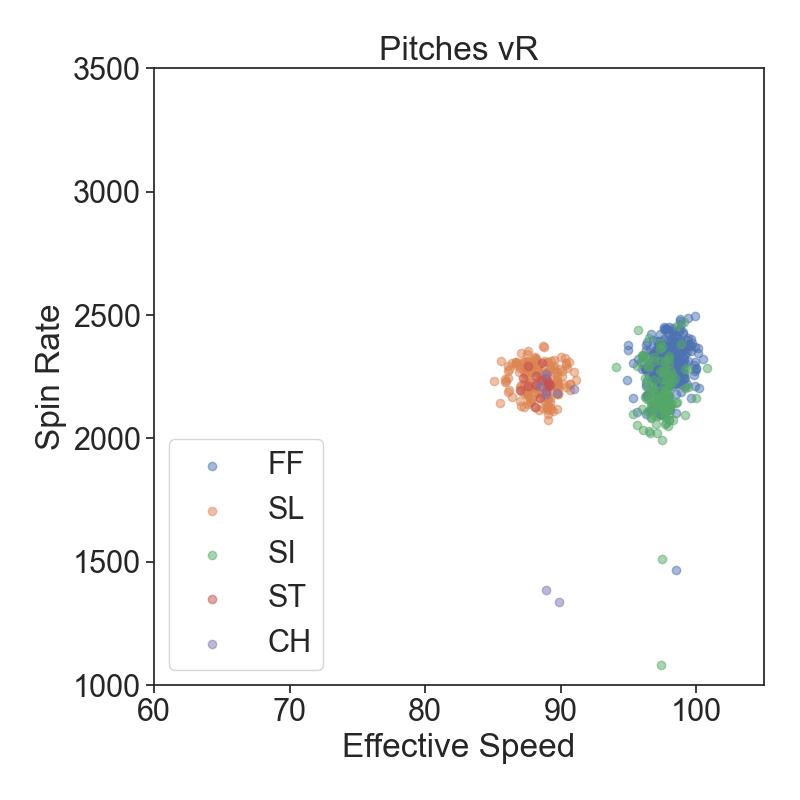 Pitches vR
3500
3000
2500
2000
1500
1000
Spin Rate
FF
SL
SI
ST
CH
60 70 80 90 100
Effective Speed